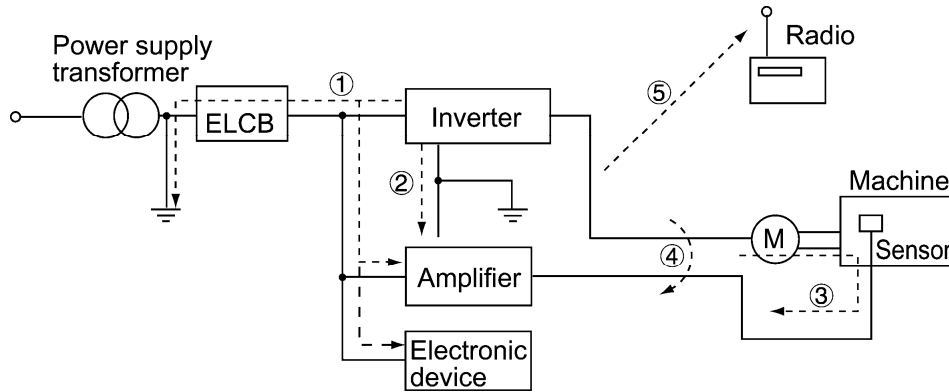 Power supply
transformer
①
⑤
Radio
ELCB
Inverter
②
Machine
M
Sensor
④
Amplifier
③
Electronic
device